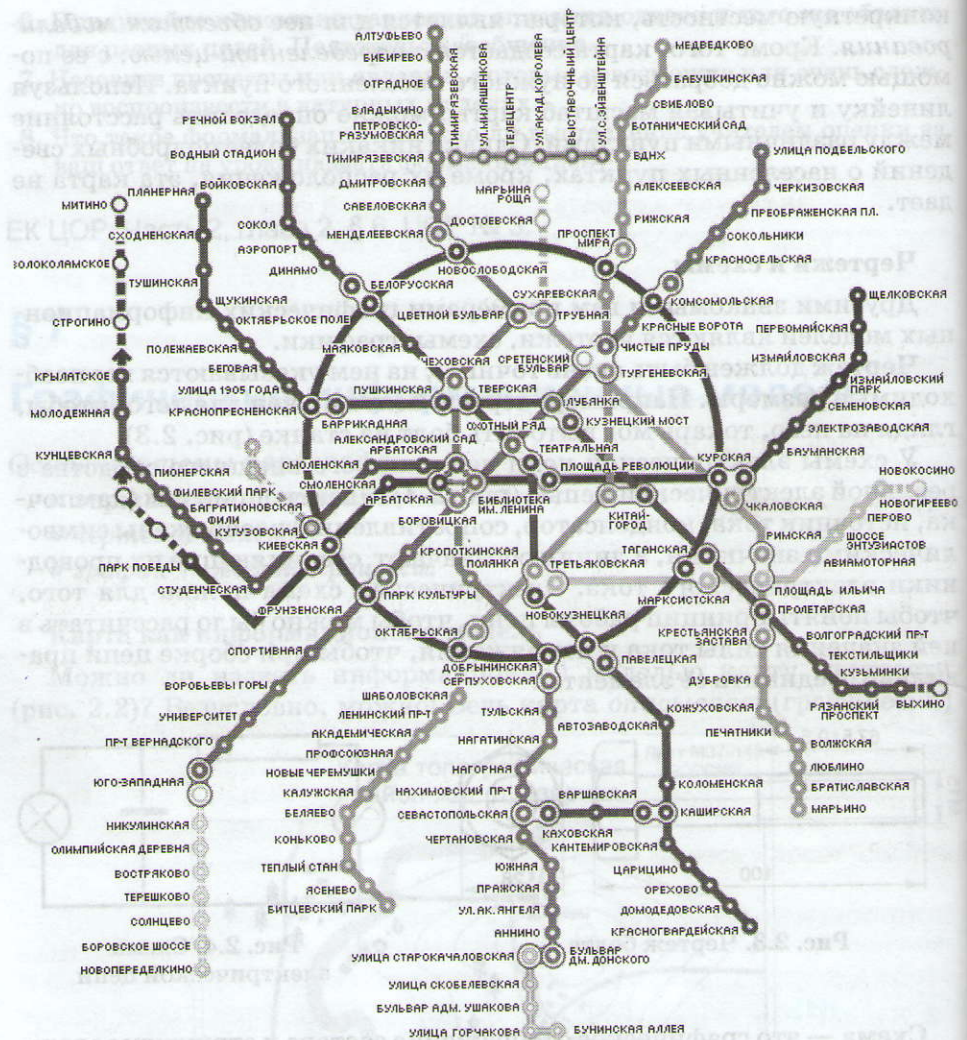 АЛТУФЬЕВО
БИБИРЕВО
ОТРАДНОЕ
ВЛАДЫКИНО
ПЕТРОВСКО-
РАЗУМОВСКАЯ
ТИМИРЯЗЕВСКАЯ
ДМИТРОВСКАЯ
САВЕЛОВСКАЯ
МЕНДЕЛЕЕВСКАЯ
ТИМИРЯЗЕВСКАЯ
УЛ.МИЛАШЕНКОВА
ТЕЛЕЦЕНТР
УЛ.АКАД.КОРОЛЕВА
ВЫСТАВОЧНЫЙ ЦЕНТР
УЛ.С.ЭЙЗЕНШТЕЙНА
МЕДВЕДКОВО
БАБУШКИНСКАЯ
СВИБЛОВО
БОТАНИЧЕСКИЙ САД
ВДНХ
АЛЕКСЕЕВСКАЯ
РИЖСКАЯ
ПРОСПЕКТ
МИРА
УЛИЦА ПОДБЕЛЬСКОГО
ЧЕРКИЗОВСКАЯ
ПРЕОБРАЖЕНСКАЯ ПЛ.
СОКОЛЬНИКИ
КРАСНОСЕЛЬСКАЯ
КОМСОМОЛЬСКАЯ
КРАСНЫЕ ВОРОТА
ЧИСТЫЕ ПРУДЫ
РЕЧНОЙ ВОКЗАЛ
ВОДНЫЙ СТАДИОН
ВОЙКОВСКАЯ
СОКОЛ
АЭРОПОРТ
ДИНАМО
БЕЛОРУССКАЯ
МАЯКОВСКАЯ
ПЛАНЕРНАЯ
СХОДНЕНСКАЯ
ТУШИНСКАЯ
ЩУКИНСКАЯ
ОКТЯБРЬСКОЕ ПОЛЕ
ПОЛЕЖАЕВСКАЯ
БЕГОВАЯ
УЛИЦА 1905 ГОДА
КРАСНОПРЕСНЕНСКАЯ
БАРРИКАДНАЯ
МИТИНО
ВОЛОКОЛАМСКОЕ
СТРОГИНО
КРЫЛАТСКОЕ
МОЛОДЕЖНАЯ
КУНЦЕВСКАЯ
ПИОНЕРСКАЯ
ФИЛЕВСКИЙ ПАРК
БАГРАТИОНОВСКАЯ
ФИЛИ
КУТУЗОВСКАЯ
КИЕВСКАЯ
ПАРК ПОБЕДЫ
СТУДЕНЧЕСКАЯ
МАРЬИНА
РОЩА
ДОСТОЕВСКАЯ
НОВОСЛОБОДСКАЯ
СУХАРЕВСКАЯ
ЦВЕТНОЙ БУЛЬВАР
ТРУБНАЯ
СРЕТЕНСКИЙ
БУЛЬВАР
ТУРГЕНЕВСКАЯ
ЧЕХОВСКАЯ
ПУШКИНСКАЯ
ТВЕРСКАЯ
ЛУБЯНКА
КУЗНЕЦКИЙ МОСТ
ОХОТНЫЙ РЯД
ТЕАТРАЛЬНАЯ
ПЛОЩАДЬ РЕВОЛЮЦИИ
АЛЕКСАНДРОВСКИЙ САД
АРБАТСКАЯ
СМОЛЕНСКАЯ
СМОЛЕНСКАЯ
АРБАТСКАЯ
БОРОВИЦКАЯ
БИБЛИОТЕКА
ИМ. ЛЕНИНА
КИТАЙ-
ГОРОД
КУРСКАЯ
ЧКАЛОВСКАЯ
ЩЕЛКОВСКАЯ
ПЕРВОМАЙСКАЯ
ИЗМАЙЛОВСКАЯ
ИЗМАЙЛОВСКИЙ
ПАРК
СЕМЕНОВСКАЯ
ЭЛЕКТРОЗАВОДСКАЯ
БАУМАНСКАЯ
НОВОКОСИНО
НОВОГИРЕЕВО
ПЕРОВО
ШОССЕ
ЭНТУЗИАСТОВ
АВИАМОТОРНАЯ
РИМСКАЯ
ПЛОЩАДЬ ИЛЬИЧА
ТАГАНСКАЯ
МАРКСИСТСКАЯ
ПРОЛЕТАРСКАЯ
КРЕСТЬЯНСКАЯ
ЗАСТАВА
ВОЛГОГРАДСКИЙ ПР-Т
ТЕКСТИЛЬЩИКИ
КУЗЬМИНКИ
РЯЗАНСКИЙ
ПРОСПЕКТ
ВЫХИНО
ДУБРОВКА
КОЖУХОВСКАЯ
ПЕЧАТНИКИ
ВОЛЖСКАЯ
ЛЮБЛИНО
БРАТИСЛАВСКАЯ
МАРЬИНО
КРОПОТКИНСКАЯ
ПОЛЯНКА
ТРЕТЬЯКОВСКАЯ
НОВОКУЗНЕЦКАЯ
ПАВЕЛЕЦКАЯ
ПАРК КУЛЬТУРЫ
ОКТЯБРЬСКАЯ
ДОБРЫНИНСКАЯ
СЕРПУХОВСКАЯ
ФРУНЗЕНСКАЯ
СПОРТИВНАЯ
ВОРОБЬЕВЫ ГОРЫ
УНИВЕРСИТЕТ
ПР-Т ВЕРНАДСКОГО
ЮГО-ЗАПАДНАЯ
НИКУЛИНСКАЯ
ОЛИМПИЙСКАЯ ДЕРЕВНЯ
ВОСТРЯКОВО
ТЕРЕШКОВО
СОЛНЦЕВО
БОРОВСКОЕ ШОССЕ
НОВОПЕРЕДЕЛКИНО
ШАБОЛОВСКАЯ
ЛЕНИНСКИЙ ПР-Т
АКАДЕМИЧЕСКАЯ
ПРОФСОЮЗНАЯ
НОВЫЕ ЧЕРЕМУШКИ
КАЛУЖСКАЯ
БЕЛЯЕВО
КОНЬКОВО
ТЕПЛЫЙ СТАН
ЯСЕНЕВО
БИТЦЕВСКИЙ ПАРК
ТУЛЬСКАЯ
НАГАТИНСКАЯ
НАГОРНАЯ
НАХИМОВСКИЙ ПР-Т
СЕВАСТОПОЛЬСКАЯ
ЧЕРТАНОВСКАЯ
ЮЖНАЯ
ПРАЖСКАЯ
УЛ. АК. ЯНГЕЛЯ
АННИНО
УЛИЦА СТАРОКАЧАЛОВСКАЯ
БУЛЬВАР
ДМ. ДОНСКОГО
УЛИЦА СКОБЕЛЕВСКАЯ
БУЛЬВАР АДМ. УШАКОВА
УЛИЦА ГОРЧАКОВА
БУНИНСКАЯ АЛЛЕЯ
АВТОЗАВОДСКАЯ
КОЛОМЕНСКАЯ
ВАРШАВСКАЯ
КАШИРСКАЯ
КАХОВСКАЯ
КАНТЕМИРОВСКАЯ
ЦАРИЦИНО
ОРЕХОВО
ДОМОДЕДОВСКАЯ
КРАСНОГВАРДЕЙСКАЯ